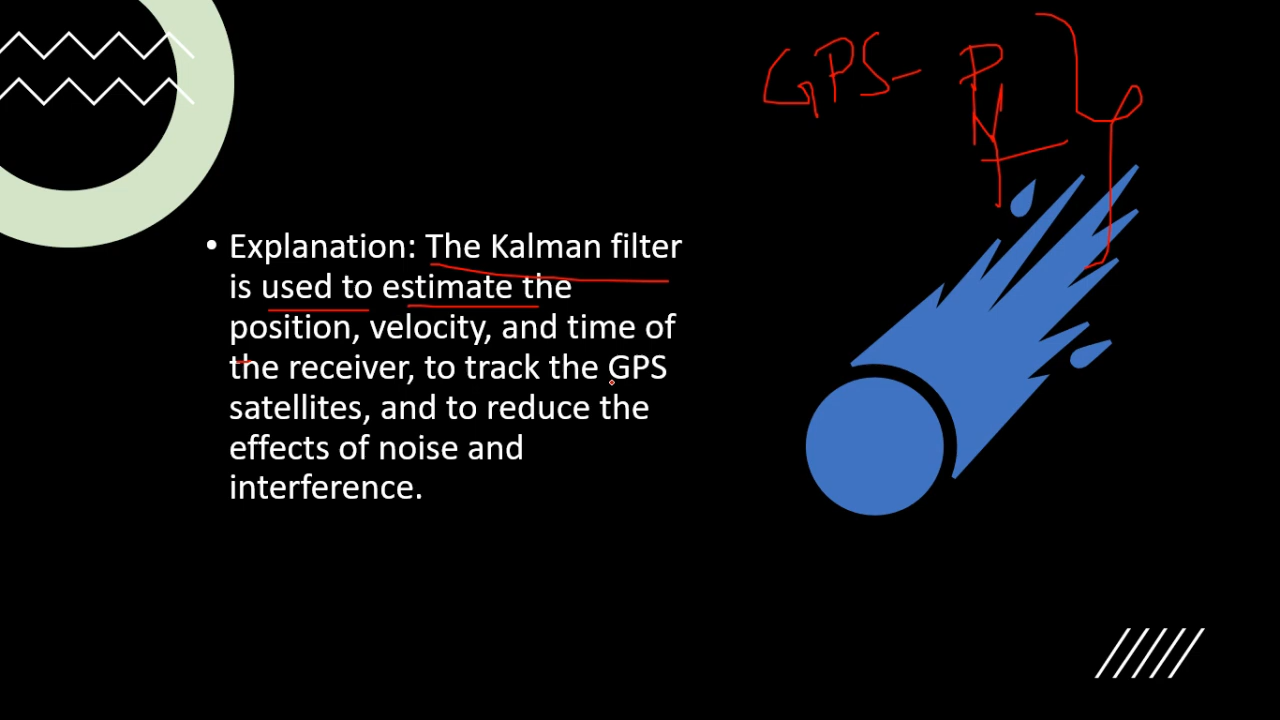 GPS - P
• Explanation: The Kalman filter
is used to estimate the
position, velocity, and time of
the receiver, to track the GPS
satellites, and to reduce the
effects of noise and
interference.